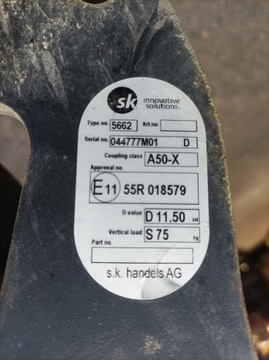 sk innovative
solutions
Type no. 5662 Art no.
Serial no. 044777M01 D
Coupling class A50-X
Approval no.
E11 55R 018579
D-value D 11.50 kN
Vertical load S 75 kg
Part no.
s.k. handels AG